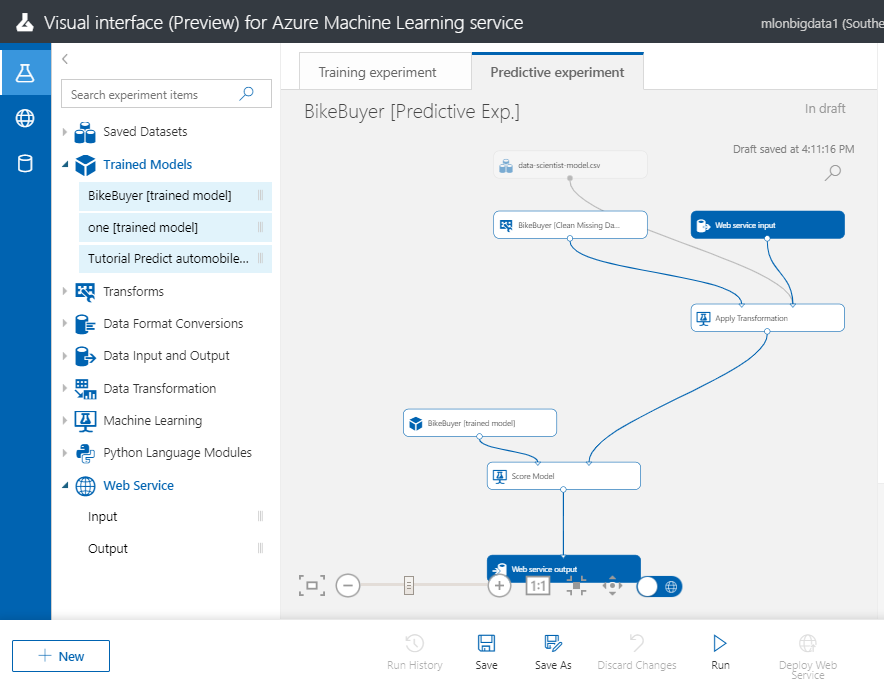 Visual interface (Preview) for Azure Machine Learning service
mlonbigdata1 (Southe
Search experiment items
Saved Datasets
Trained Models
BikeBuyer [trained model]
one [trained model]
Tutorial Predict automobile...
Transforms
Data Format Conversions
Data Input and Output
Data Transformation
Machine Learning
Python Language Modules
Web Service
Input
Output
Training experiment
Predictive experiment
BikeBuyer [Predictive Exp.]
In draft
Draft saved at 4:11:16 PM
data-scientist-model.csv
BikeBuyer [Clean Missing Da...
Web service input
Apply Transformation
BikeBuyer [trained model]
Score Model
Web service output
1:1
New
Run History
Save
Save As
Discard Changes
Run
Deploy Web
Service